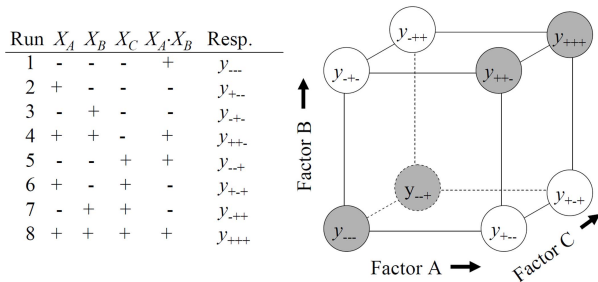 Run X_A X_B X_C X_A·X_B Resp.
1 - - - + y_---
2 + - - - y_+--
3 - + - - y_-+-
4 + + - + y_++-
5 - - + + y_--+
6 + - + - y_+-+
7 - + + - y_-++
8 + + + + y_+++
y_-++
y_+++
y_-+-
y_++-
Factor B
y_--+
y_+-+
y_---
y_+--
Factor A
Factor C